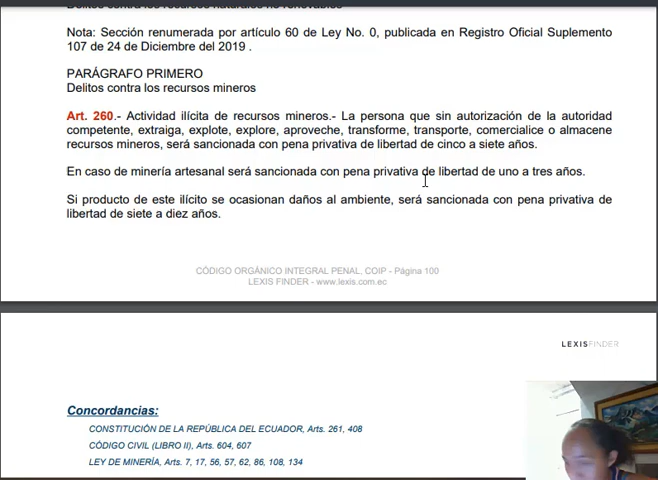 Delitos contra los recursos naturales no renovables
Nota: Sección renumerada por artículo 60 de Ley No. 0, publicada en Registro Oficial Suplemento
107 de 24 de Diciembre del 2019 .
PARÁGRAFO PRIMERO
Delitos contra los recursos mineros
Art. 260.- Actividad ilícita de recursos mineros.- La persona que sin autorización de la autoridad
competente, extraiga, explote, explore, aproveche, transforme, transporte, comercialice o almacene
recursos mineros, será sancionada con pena privativa de libertad de cinco a siete años.
En caso de minería artesanal será sancionada con pena privativa de libertad de uno a tres años.
Si producto de este ilícito se ocasionan daños al ambiente, será sancionada con pena privativa de
libertad de siete a diez años.
CÓDIGO ORGÁNICO INTEGRAL PENAL, COIP - Página 100
LEXIS FINDER - www.lexis.com.ec
LEXISFINDER
Concordancias:
CONSTITUCIÓN DE LA REPÚBLICA DEL ECUADOR, Arts. 261, 408
CÓDIGO CIVIL (LIBRO II), Arts. 604, 607
LEY DE MINERÍA, Arts. 7, 17, 56, 57, 62, 86, 108, 134